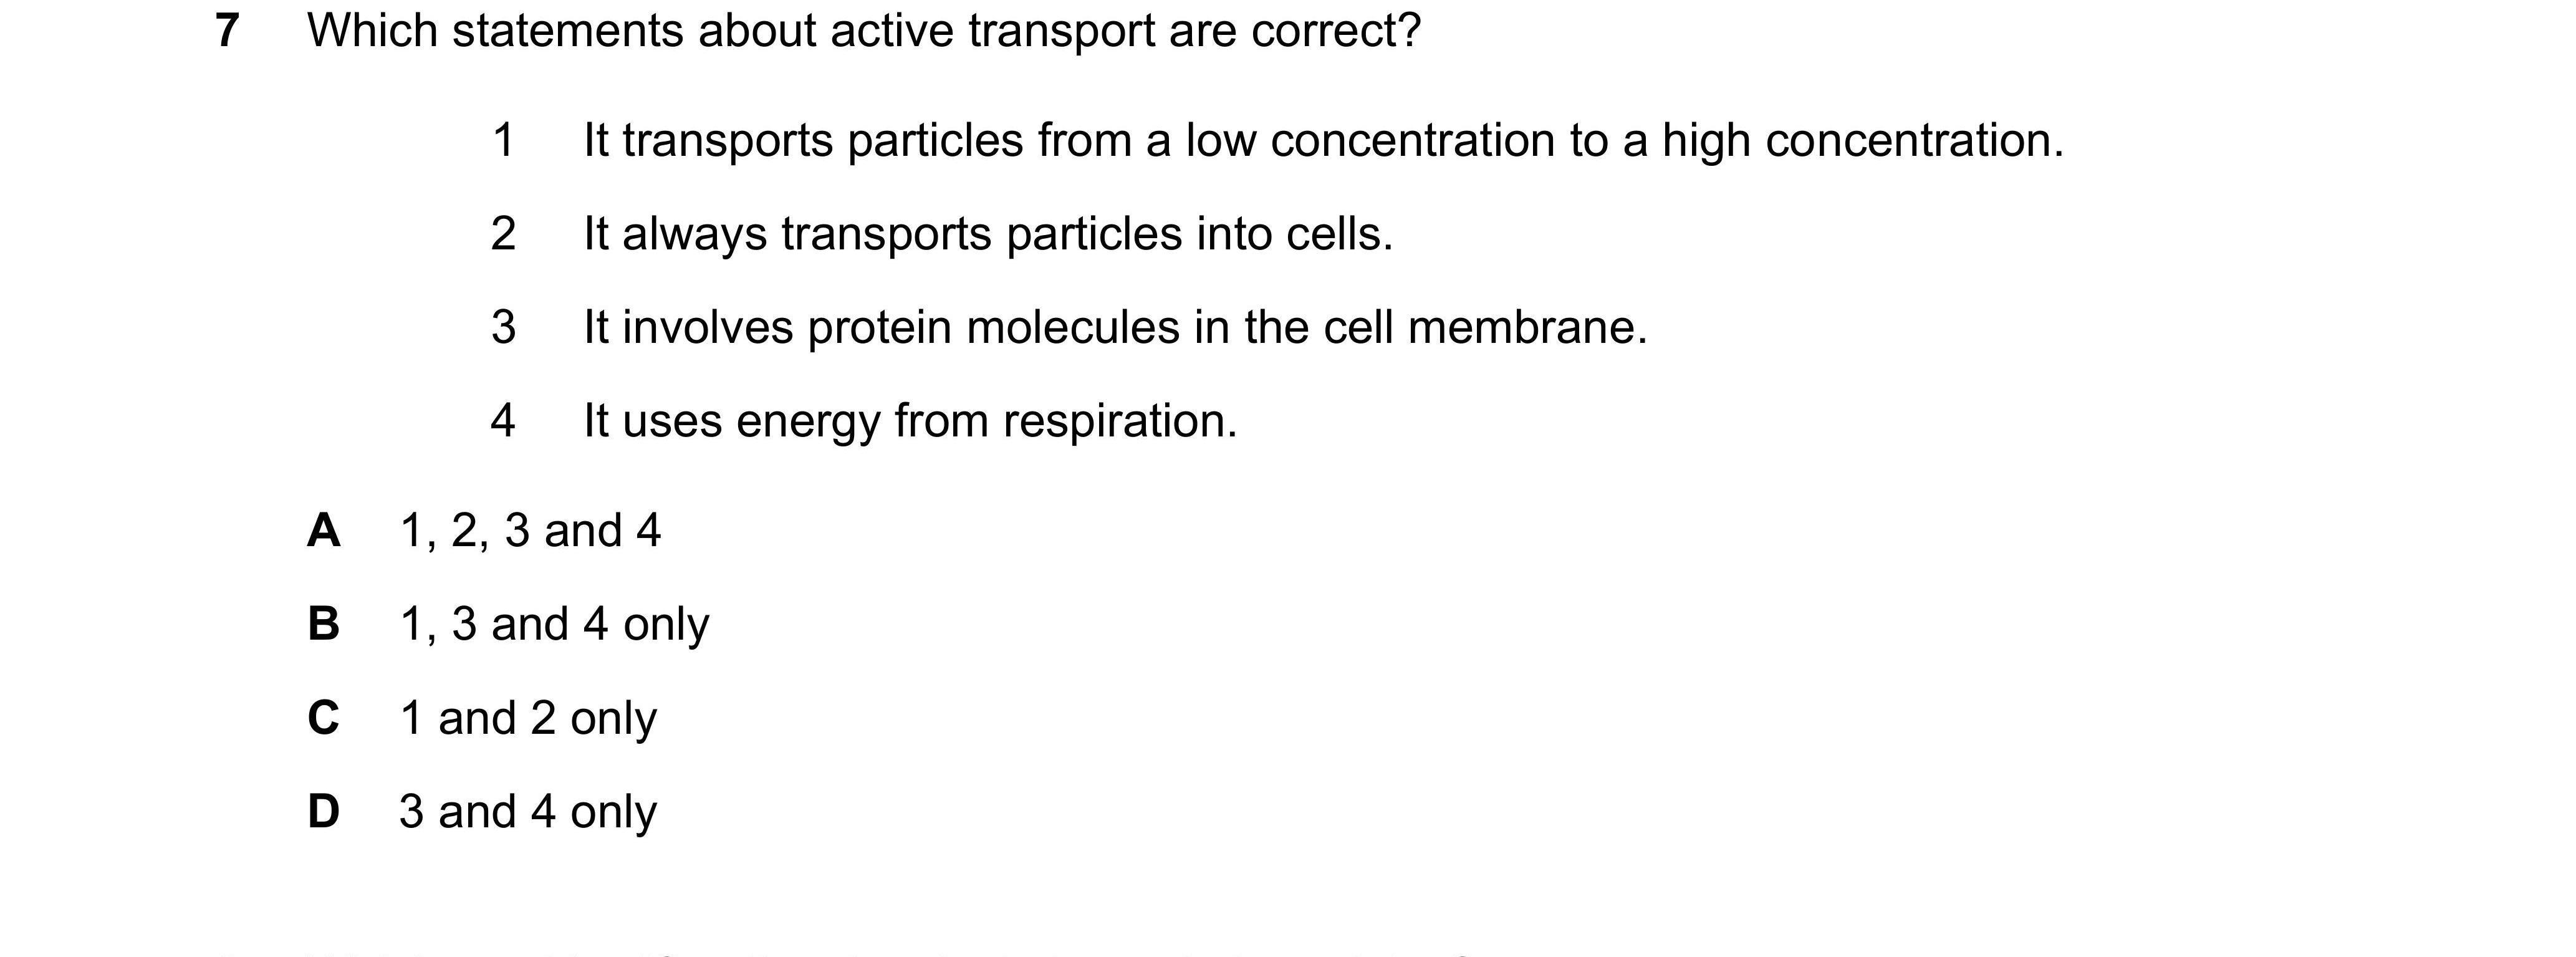 7 Which statements about active transport are correct?
1 It transports particles from a low concentration to a high concentration.
2 It always transports particles into cells.
3 It involves protein molecules in the cell membrane.
4 It uses energy from respiration.
A 1, 2, 3 and 4
B 1, 3 and 4 only
C 1 and 2 only
D 3 and 4 only